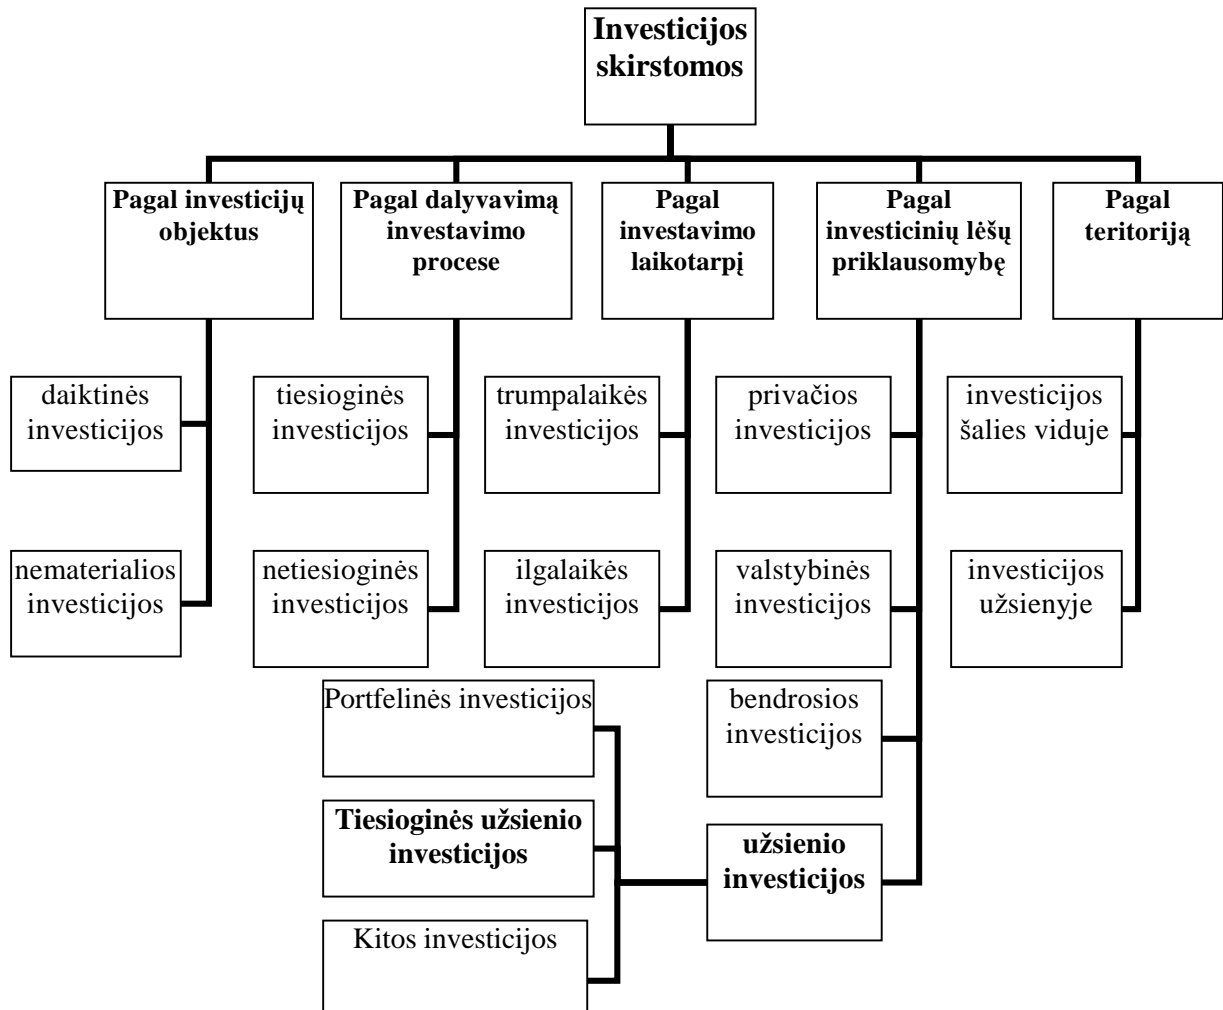 Investicijos
skirstomos
Pagal investicijų
objektus
Pagal dalyvavimą
investavimo
procese
Pagal
investavimo
laikotarpį
Pagal
investicinių lėšų
priklausomybę
Pagal
teritoriją
daiktinės
investicijos
tiesioginės
investicijos
trumpalaikės
investicijos
privačios
investicijos
investicijos
šalies viduje
nematerialios
investicijos
netiesioginės
investicijos
ilgalaikės
investicijos
valstybinės
investicijos
investicijos
užsienyje
Portfelinės investicijos
bendrosios
investicijos
Tiesioginės užsienio
investicijos
užsienio
investicijos
Kitos investicijos